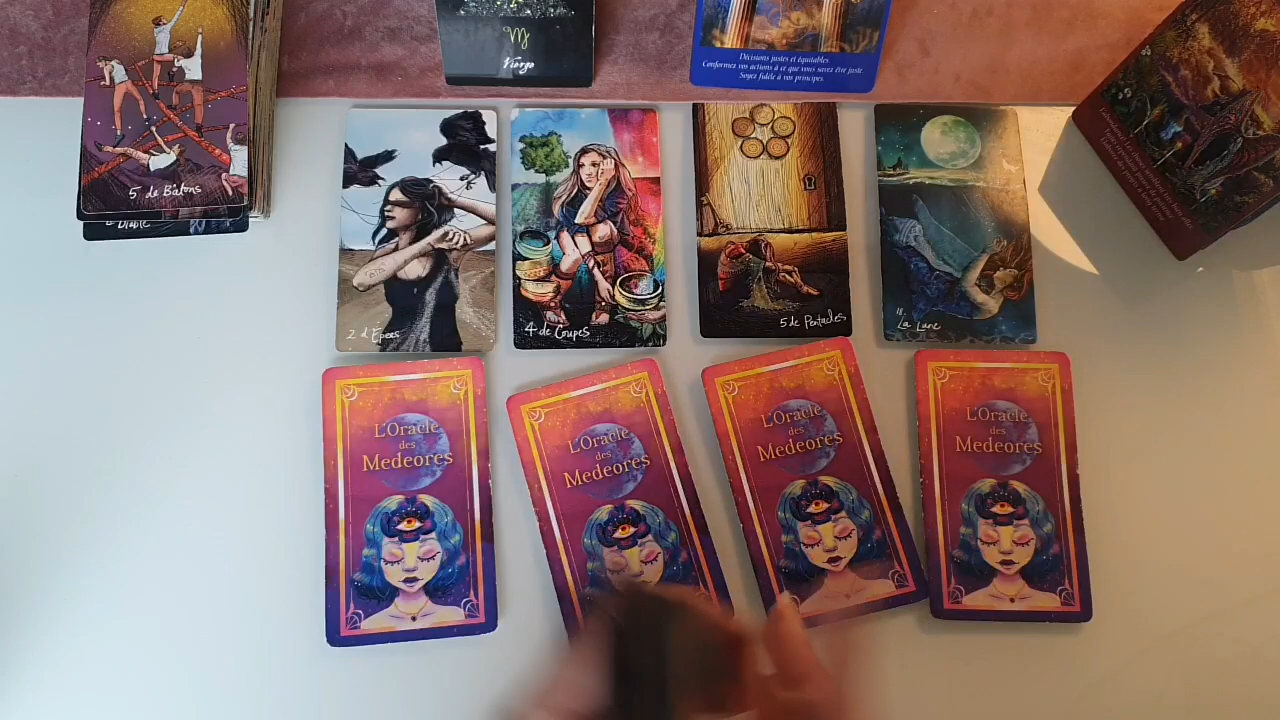 5 de Bâtons
Le Diable
Vierge
Décisions justes et équitables
Conformez vos actions à ce que vous savez être juste.
Soyez fidèle à vos principes.
2 d'Epées
4 de Coupes
5 de Pentacles
18
La Lune
L'Oracle
des
Medeores
L'Oracle
des
Medeores
L'Oracle
des
Medeores
L'Oracle
des
Medeores